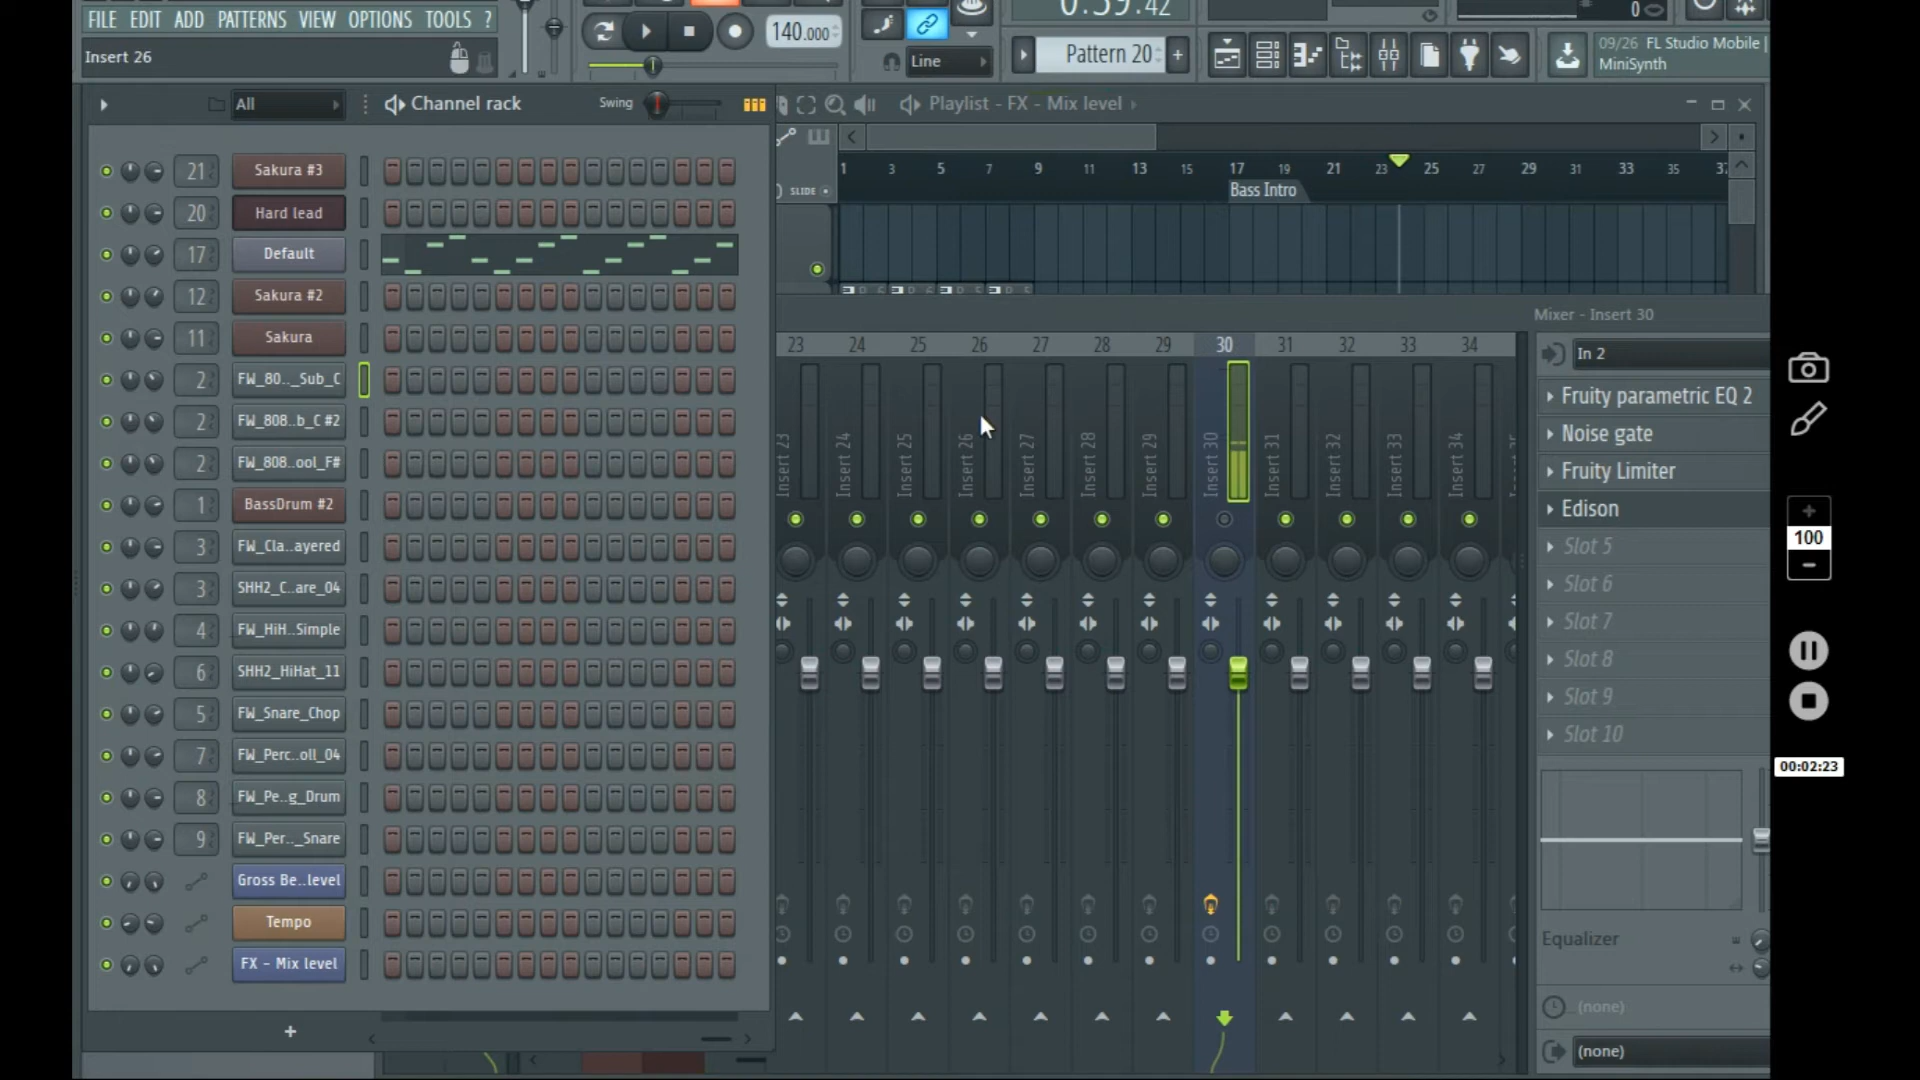 FILE EDIT ADD PATTERNS VIEW OPTIONS TOOLS ?
Insert 26
140.000
0:59.42
Line
Pattern 20
+
0
09/26 FL Studio Mobile |
MiniSynth
All
Channel rack
Swing
Playlist - FX - Mix level
1 3 5 7 9 11 13 15 17 19 21 23 25 27 29 31 33 35
SLIDE
Bass Intro
21 Sakura #3
20 Hard lead
17 Default
12 Sakura #2
11 Sakura
2 FW_80.._Sub_C
2 FW_808..b_C #2
2 FW_808..ool_F#
1 BassDrum #2
3 FW_Cla..ayered
3 SHH2_C..are_04
4 FW_HiH..Simple
6 SHH2_HiHat_11
5 FW_Snare_Chop
7 FW_Perc..oll_04
8 FW_Pe..g_Drum
9 FW_Per.._Snare
Gross Be..level
Tempo
FX - Mix level
+
Mixer - Insert 30
23 24 25 26 27 28 29 30 31 32 33 34
Insert 23
Insert 24
Insert 25
Insert 26
Insert 27
Insert 28
Insert 29
Insert 30
Insert 31
Insert 32
Insert 33
Insert 34
In 2
Fruity parametric EQ 2
Noise gate
Fruity Limiter
Edison
Slot 5
Slot 6
Slot 7
Slot 8
Slot 9
Slot 10
Equalizer
(none)
(none)
+
100
-
00:02:23